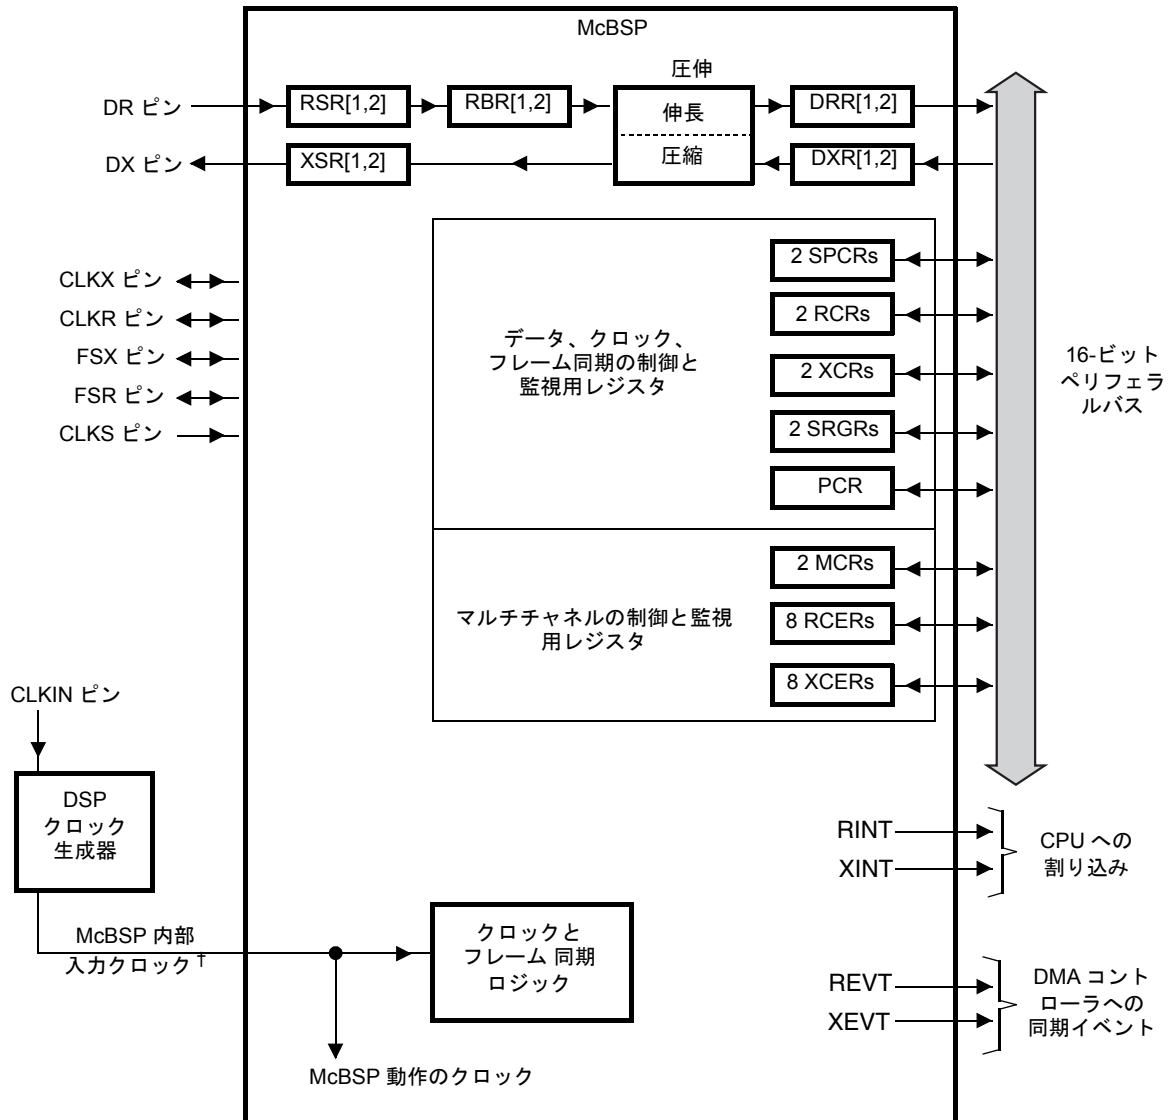 McBSP
圧伸
DR ピン
RSR[1,2]
RBR[1,2]
伸長
DRR[1,2]
DX ピン
XSR[1,2]
圧縮
DXR[1,2]
CLKX ピン
CLKR ピン
FSX ピン
FSR ピン
CLKS ピン
データ、クロック、
フレーム同期の制御と
監視用レジスタ
2 SPCRs
2 RCRs
2 XCRs
2 SRGRs
PCR
16-ビット
ペリフェラ
ルバス
マルチチャネルの制御と監視
用レジスタ
2 MCRs
8 RCERs
8 XCERs
CLKIN ピン
DSP
クロック
生成器
RINT
XINT
CPU への
割り込み
McBSP 内部
入力クロック†
クロックと
フレーム 同期
ロジック
REVT
XEVT
DMA コント
ローラへの
同期イベント
McBSP 動作のクロック